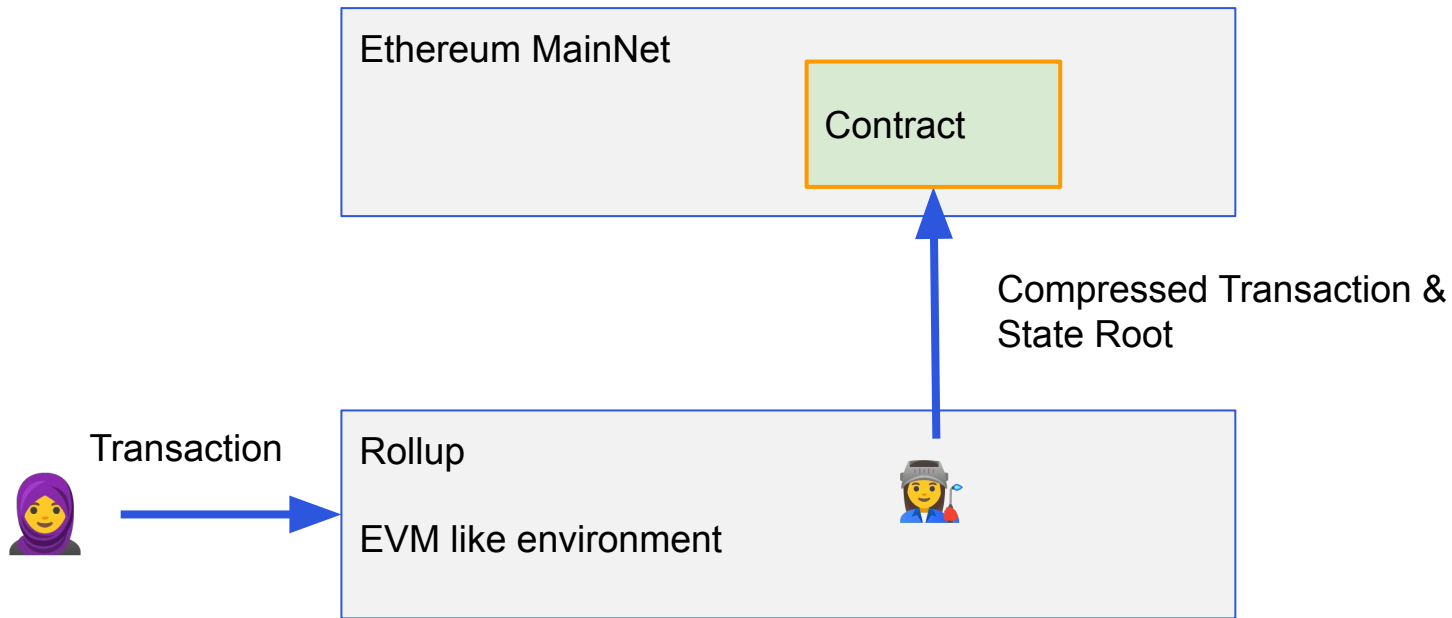 Ethereum MainNet
Contract
Compressed Transaction &
State Root
Transaction
Rollup
EVM like environment